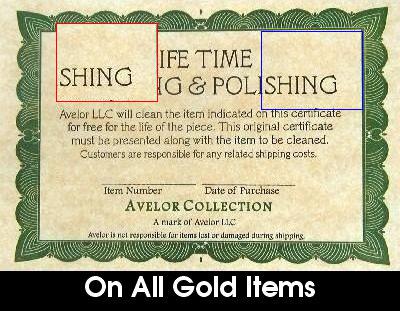 IFE TIME
SHING IG & POLISHING
Avelor LLC will clean the item indicated on this certificate
for free for the life of the piece. This original certificate
must be presented along with the item to be cleaned.
Customers are responsible for any related shipping costs.
Item Number Date of Purchase
AVELOR COLLECTION
A mark of Avelor LLC
Avelor is not responsible for items lost or damaged during shipping.
On All Gold Items